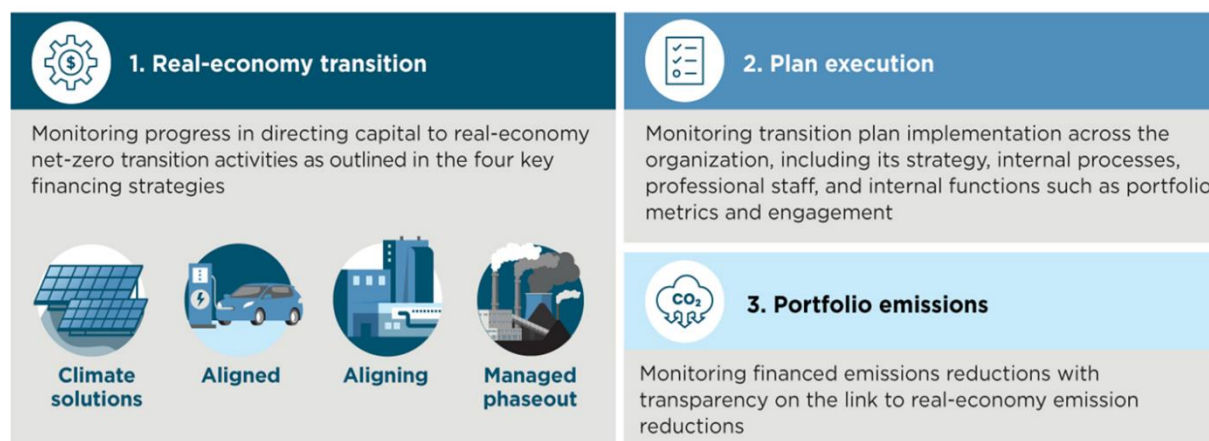 1. Real-economy transition
Monitoring progress in directing capital to real-economy
net-zero transition activities as outlined in the four key
financing strategies
Climate
solutions
Aligned
Aligning
Managed
phaseout
2. Plan execution
Monitoring transition plan implementation across the
organization, including its strategy, internal processes,
professional staff, and internal functions such as portfolio
metrics and engagement
CO₂
3. Portfolio emissions
Monitoring financed emissions reductions with
transparency on the link to real-economy emission
reductions